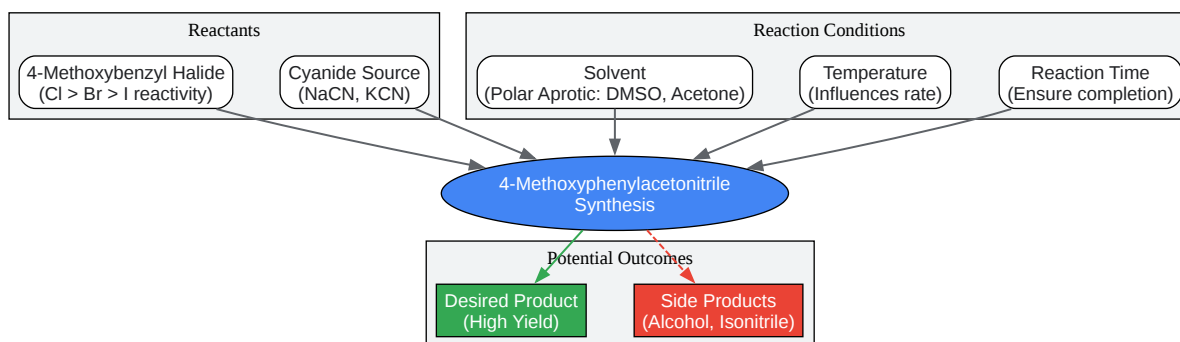 Reactants
4-Methoxybenzyl Halide
(Cl > Br > I reactivity)
Cyanide Source
(NaCN, KCN)
Reaction Conditions
Solvent
(Polar Aprotic: DMSO, Acetone)
Temperature
(Influences rate)
Reaction Time
(Ensure completion)
4-Methoxyphenylacetonitrile
Synthesis
Potential Outcomes
Desired Product
(High Yield)
Side Products
(Alcohol, Isonitrile)